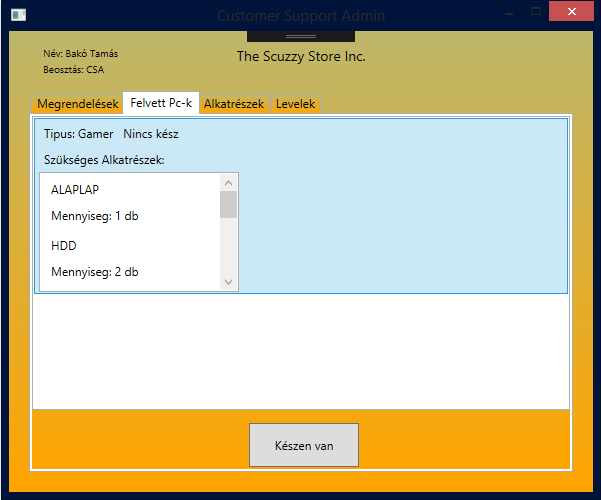 Customer Support Admin
Név: Bakó Tamás
The Scuzzy Store Inc.
Beosztás: CSA
Megrendelések Felvett Pc-k Alkatrészek Levelek
Tipus: Gamer Nincs kész
Szükséges Alkatrészek:
ALAPLAP
Mennyiseg: 1 db
HDD
Mennyiseg: 2 db
Készen van